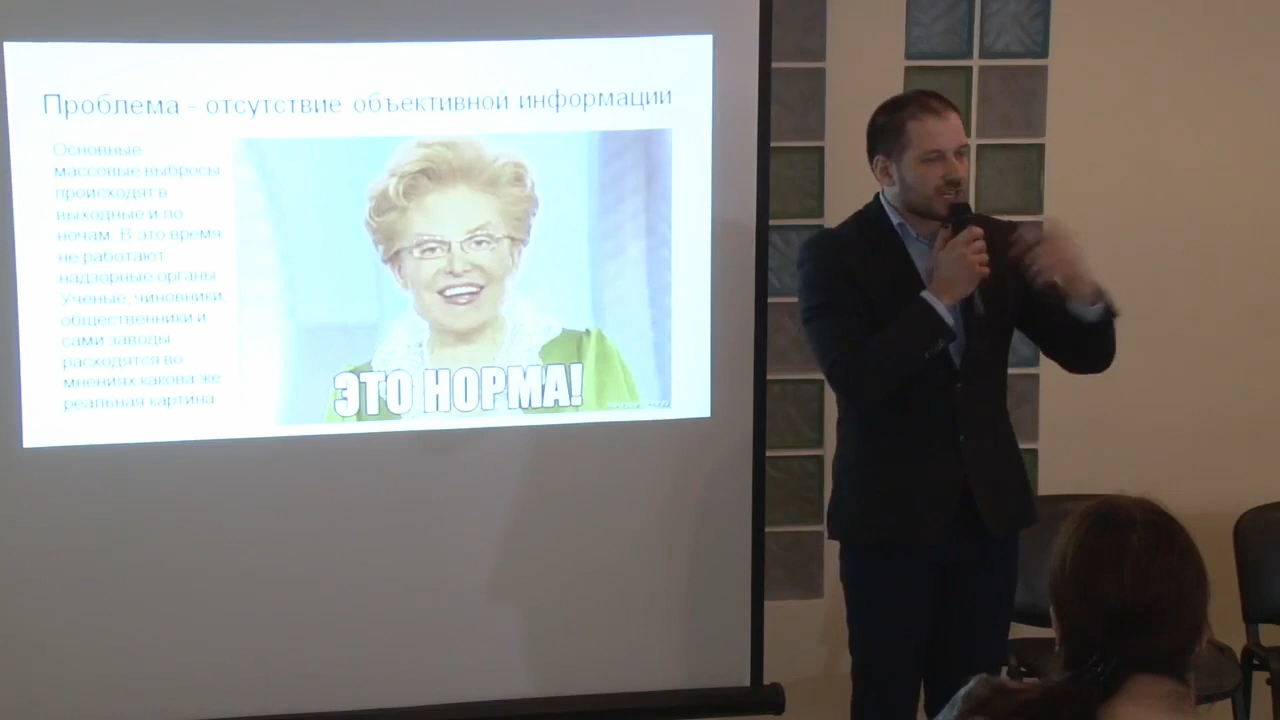 Проблема - отсутствие объективной информации
Основные
массовые выбросы
происходят в
выходные и по
ночам. В это время
не работают
надзорные органы.
Ученые, чиновники,
общественники и
сами заводы
расходятся во
мнениях какова же
реальная картина
ЭТО НОРМА!